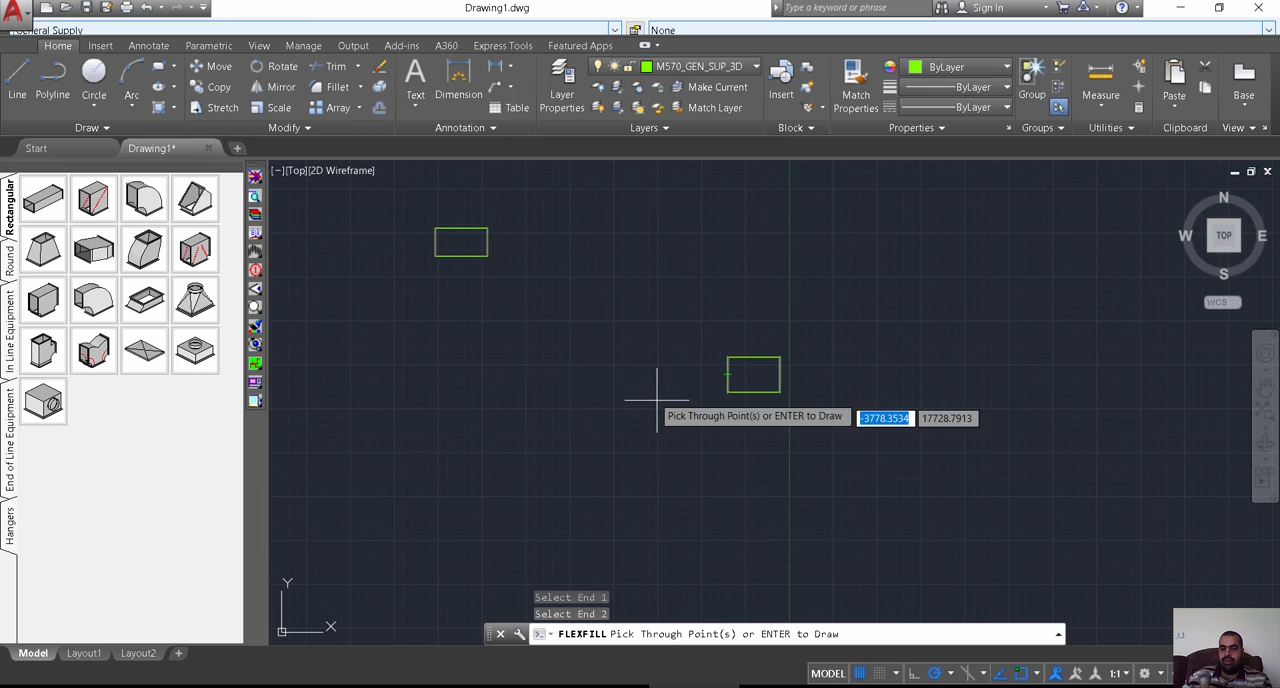 Drawing1.dwg
Type a keyword or phrase
Sign In
General Supply
None
Home
Insert
Annotate
Parametric
View
Manage
Output
Add-ins
A360
Express Tools
Featured Apps
Line
Polyline
Circle
Arc
Move
Rotate
Trim
Copy
Mirror
Fillet
Stretch
Scale
Array
Text
Dimension
Table
Layer
Properties
M570_GEN_SUP_3D
Make Current
Match Layer
Insert
Match
Properties
ByLayer
ByLayer
ByLayer
Group
Measure
Paste
Base
Draw
Modify
Annotation
Layers
Block
Properties
Groups
Utilities
Clipboard
View
Start
Drawing1*
[−][Top][2D Wireframe]
Rectangular
Round
In Line Equipment
End of Line Equipment
Hangers
N
W
TOP
E
S
WCS
Pick Through Point(s) or ENTER to Draw
-3778.3534
17728.7913
Y
X
Select End 1
Select End 2
FLEXFILL Pick Through Point(s) or ENTER to Draw
Model
Layout1
Layout2
MODEL
1:1